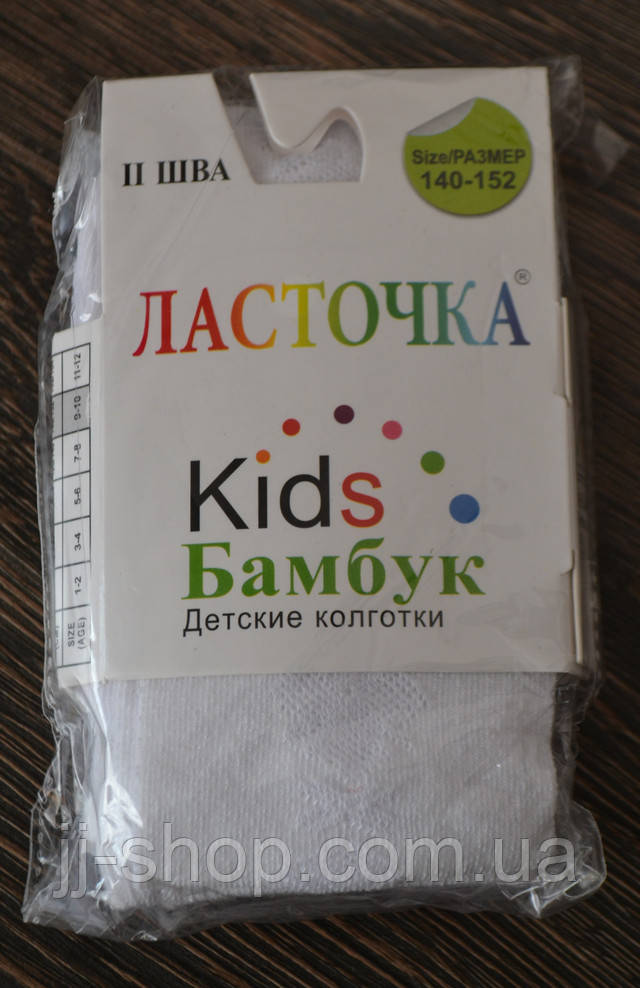 II ШВА
Size/РАЗМЕР
140-152
ЛАСТОЧКА®
Kids
Бамбук
Детские колготки
SIZE
(AGE)
1-2
3-4
5-6
7-8
9-10
11-12
jj-shop.com.ua